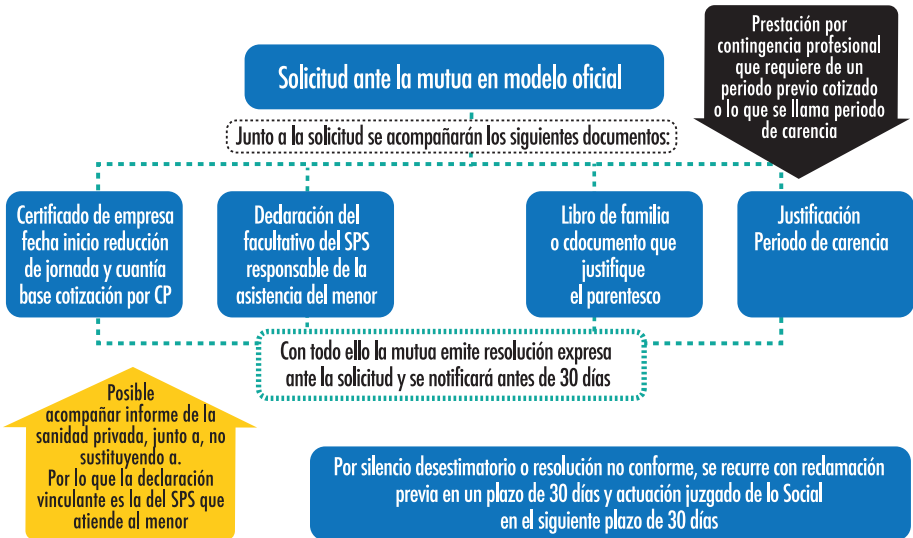 Solicitud ante la mutua en modelo oficial
Prestación por
contingencia profesional
que requiere de un
periodo previo cotizado
o lo que se llama periodo
de carencia
Junto a la solicitud se acompañarán los siguientes documentos:
Certificado de empresa
fecha inicio reducción
de jornada y cuantía
base cotización por CP
Declaración del
facultativo del SPS
responsable de la
asistencia del menor
Libro de familia
o cdocumento que
justifique
el parentesco
Justificación
Periodo de carencia
Con todo ello la mutua emite resolución expresa
ante la solicitud y se notificará antes de 30 días
Posible
acompañar informe de la
sanidad privada, junto a, no
sustituyendo a.
Por lo que la declaración
vinculante es la del SPS que
atiende al menor
Por silencio desestimatorio o resolución no conforme, se recurre con reclamación
previa en un plazo de 30 días y actuación juzgado de lo Social
en el siguiente plazo de 30 días